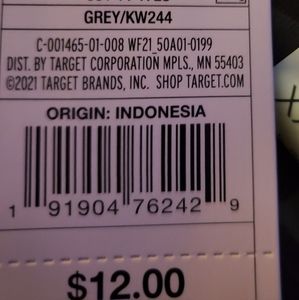 GREY/KW244
C-001465-01-008 WF21_50A01-0199
DIST. BY TARGET CORPORATION MPLS., MN 55403
©2021 TARGET BRANDS, INC. SHOP TARGET.COM
ORIGIN: INDONESIA
1 91904 76242 9
$12.00